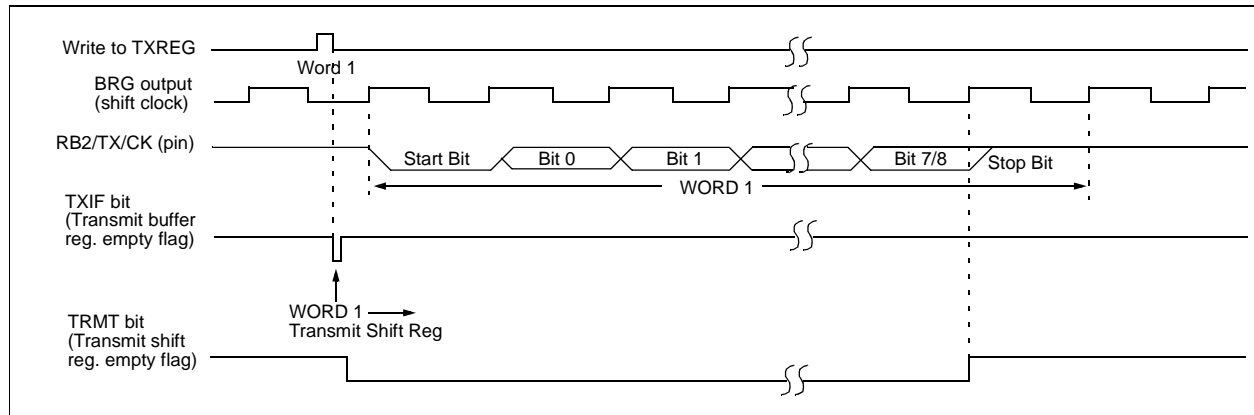 Write to TXREG
Word 1
BRG output
(shift clock)
RB2/TX/CK (pin)
Start Bit
Bit 0
Bit 1
Bit 7/8
Stop Bit
WORD 1
TXIF bit
(Transmit buffer
reg. empty flag)
WORD 1
Transmit Shift Reg
TRMT bit
(Transmit shift
reg. empty flag)